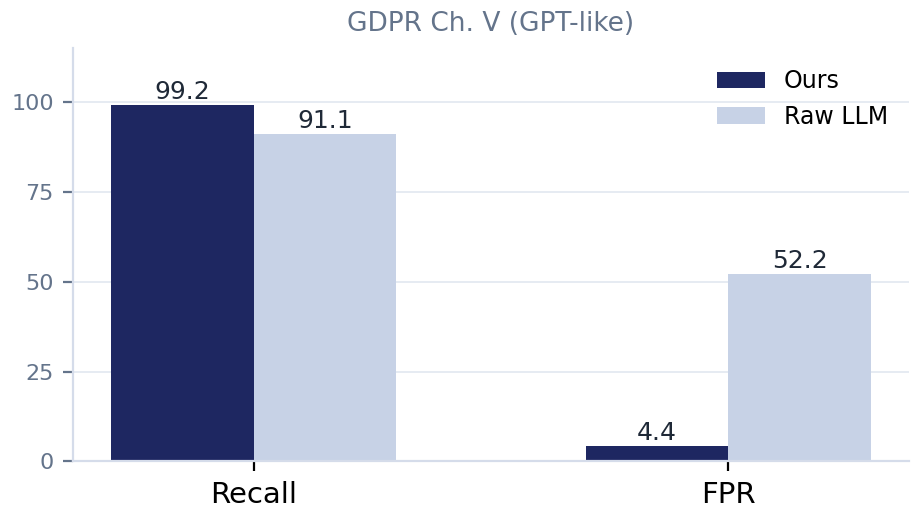 GDPR Ch. V (GPT-like)
Ours
Raw LLM
100
75
50
25
0
99.2
91.1
4.4
52.2
Recall
FPR